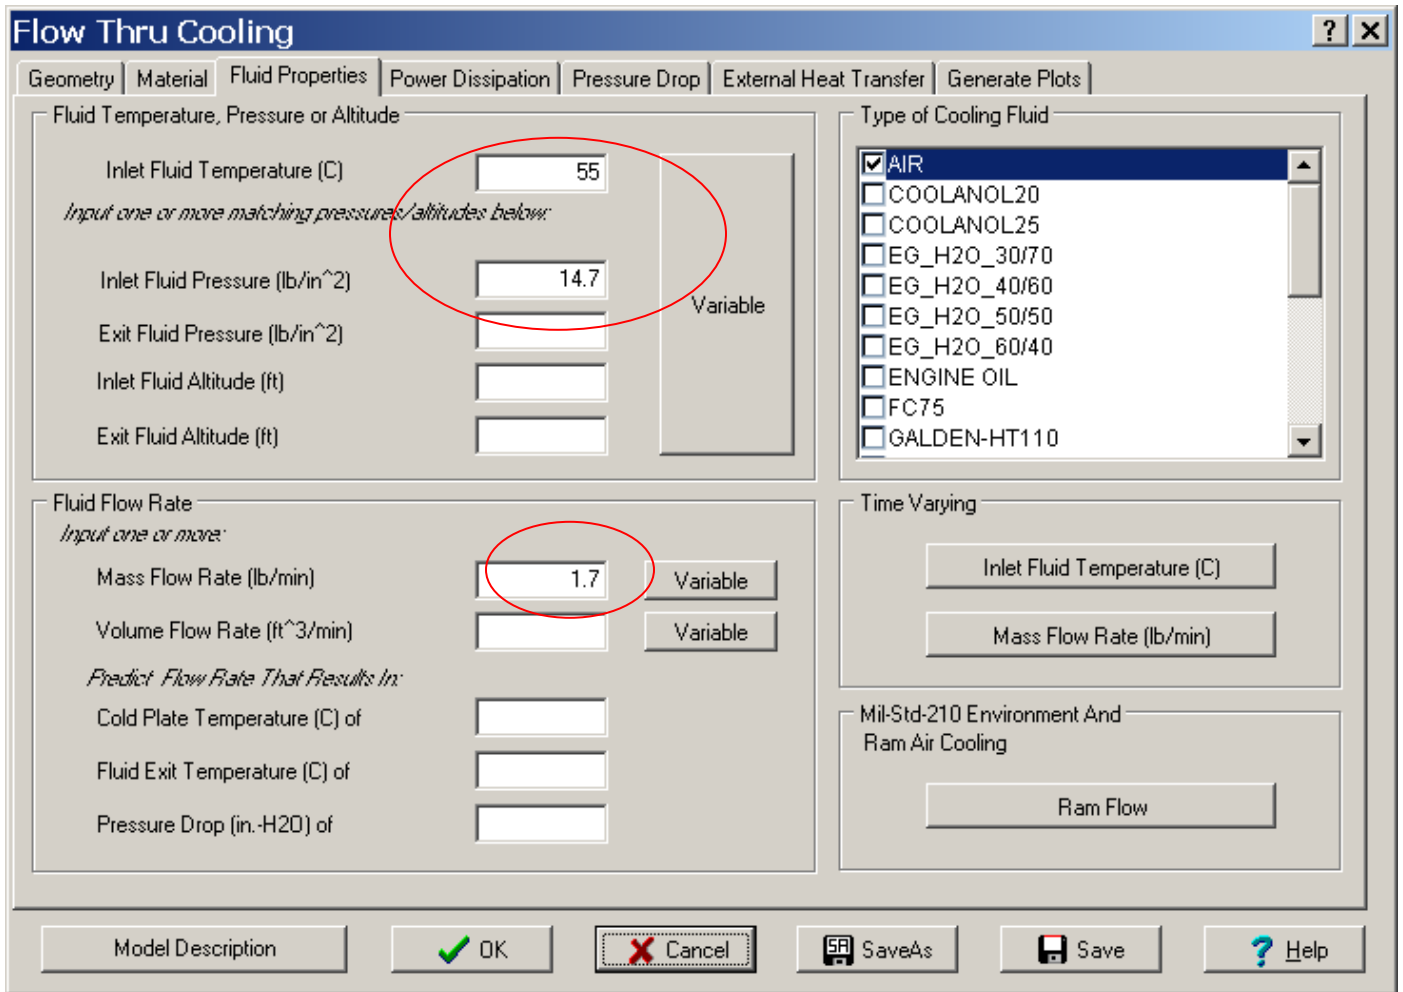 Flow Thru Cooling
Geometry Material Fluid Properties Power Dissipation Pressure Drop External Heat Transfer Generate Plots
Fluid Temperature, Pressure or Altitude
Inlet Fluid Temperature (C) 55
Input one or more matching pressures/altitudes below:
Inlet Fluid Pressure (lb/in^2) 14.7
Exit Fluid Pressure (lb/in^2)
Inlet Fluid Altitude (ft)
Exit Fluid Altitude (ft)
Variable
Type of Cooling Fluid
AIR
COOLANOL20
COOLANOL25
EG_H2O_30/70
EG_H2O_40/60
EG_H2O_50/50
EG_H2O_60/40
ENGINE OIL
FC75
GALDEN-HT110
Fluid Flow Rate
Input one or more:
Mass Flow Rate (lb/min) 1.7 Variable
Volume Flow Rate (ft^3/min) Variable
Predict Flow Rate That Results In:
Cold Plate Temperature (C) of
Fluid Exit Temperature (C) of
Pressure Drop (in.-H2O) of
Time Varying
Inlet Fluid Temperature (C)
Mass Flow Rate (lb/min)
Mil-Std-210 Environment And
Ram Air Cooling
Ram Flow
Model Description OK Cancel SaveAs Save Help